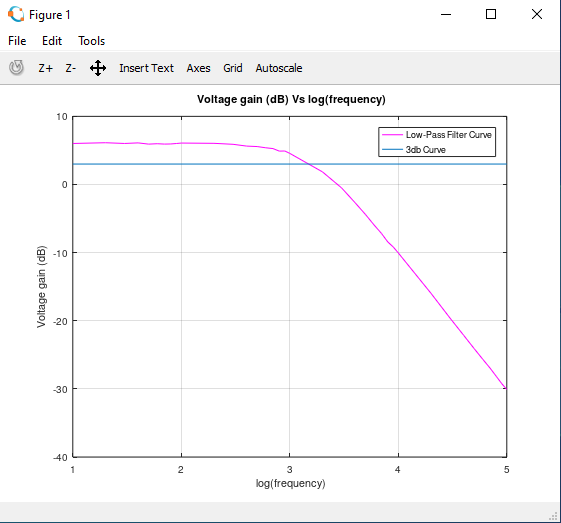 Figure 1
File Edit Tools
Z+ Z- Insert Text Axes Grid Autoscale
Voltage gain (dB) Vs log(frequency)
Low-Pass Filter Curve
3db Curve
Voltage gain (dB)
10
0
-10
-20
-30
-40
1 2 3 4 5
log(frequency)